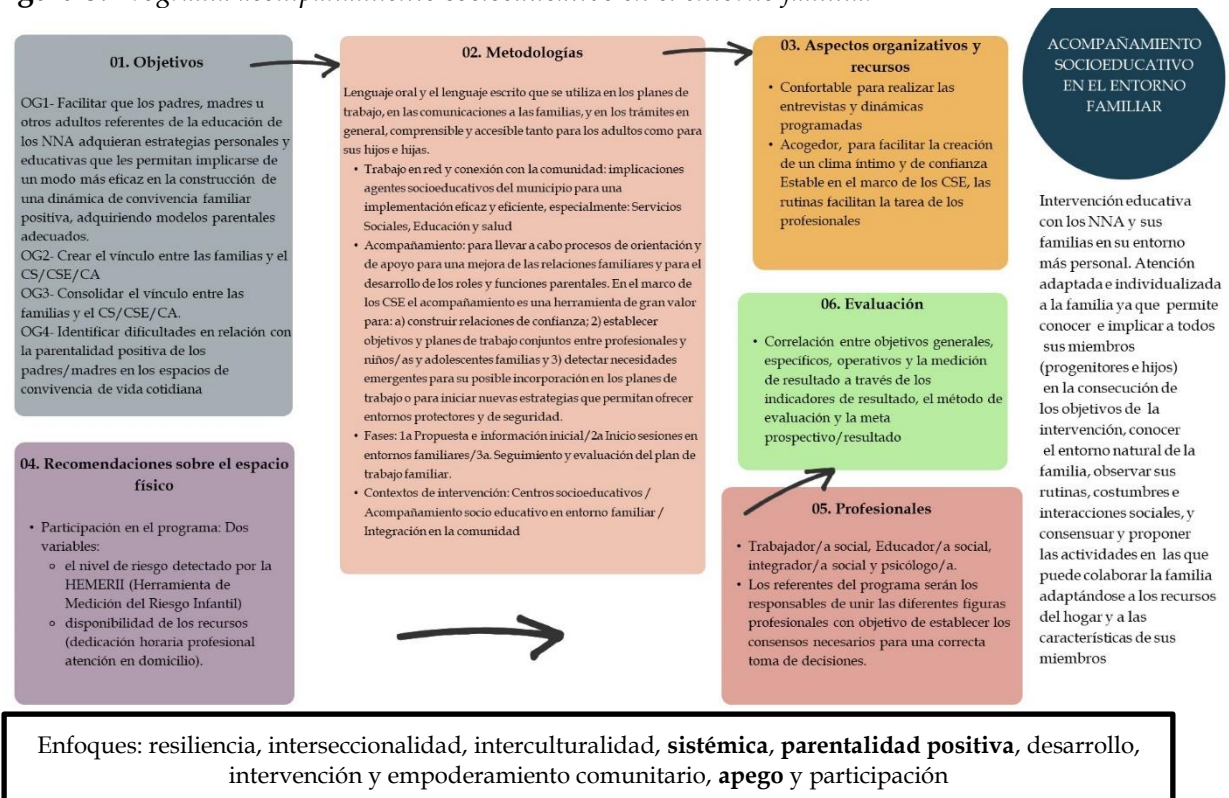 Programa acompañamiento socioeducativo en el entorno familiar
01. Objetivos
OG1- Facilitar que los padres, madres u
otros adultos referentes de la educación de
los NNA adquieran estrategias personales y
educativas que les permitan implicarse de
un modo más eficaz en la construcción de
una dinámica de convivencia familiar
positiva, adquiriendo modelos parentales
adecuados.
OG2- Crear el vínculo entre las familias y el
CS/CSE/CA
OG3- Consolidar el vínculo entre las
familias y el CS/CSE/CA.
OG4- Identificar dificultades en relación con
la parentalidad positiva de los
padres/madres en los espacios de
convivencia de vida cotidiana
02. Metodologías
Lenguaje oral y el lenguaje escrito que se utiliza en los planes de
trabajo, en las comunicaciones a las familias, y en los trámites en
general, comprensible y accesible tanto para los adultos como para
sus hijos e hijas.
• Trabajo en red y conexión con la comunidad: implicaciones
agentes socioeducativos del municipio para una
implementación eficaz y eficiente, especialmente: Servicios
Sociales, Educación y salud
• Acompañamiento: para llevar a cabo procesos de orientación y
de apoyo para una mejora de las relaciones familiares y para el
desarrollo de los roles y funciones parentales. En el marco de
los CSE el acompañamiento es una herramienta de gran valor
para: a) construir relaciones de confianza; 2) establecer
objetivos y planes de trabajo conjuntos entre profesionales y
niños/as y adolescentes familias y 3) detectar necesidades
emergentes para su posible incorporación en los planes de
trabajo o para iniciar nuevas estrategias que permitan ofrecer
entornos protectores y de seguridad.
• Fases: 1a Propuesta e información inicial/2a Inicio sesiones en
entornos familiares/3a. Seguimiento y evaluación del plan de
trabajo familiar.
• Contextos de intervención: Centros socioeducativos /
Acompañamiento socio educativo en entorno familiar /
Integración en la comunidad
03. Aspectos organizativos y
recursos
• Confortable para realizar las
entrevistas y dinámicas
programadas
• Acogedor, para facilitar la creación
de un clima íntimo y de confianza
Estable en el marco de los CSE, las
rutinas facilitan la tarea de los
profesionales
04. Recomendaciones sobre el espacio
físico
• Participación en el programa: Dos
variables:
○ el nivel de riesgo detectado por la
HEMERII (Herramienta de
Medición del Riesgo Infantil)
○ disponibilidad de los recursos
(dedicación horaria profesional
atención en domicilio).
05. Profesionales
• Trabajador/a social, Educador/a social,
integrador/a social y psicólogo/a.
• Los referentes del programa serán los
responsables de unir las diferentes figuras
profesionales con objetivo de establecer los
consensos necesarios para una correcta
toma de decisiones.
06. Evaluación
• Correlación entre objetivos generales,
específicos, operativos y la medición
de resultado a través de los
indicadores de resultado, el método de
evaluación y la meta
prospectivo/resultado
ACOMPAÑAMIENTO
SOCIOEDUCATIVO
EN EL ENTORNO
FAMILIAR
Intervención educativa
con los NNA y sus
familias en su entorno
más personal. Atención
adaptada e individualizada
a la familia ya que permite
conocer e implicar a todos
sus miembros
(progenitores e hijos)
en la consecución de
los objetivos de la
intervención, conocer
el entorno natural de la
familia, observar sus
rutinas, costumbres e
interacciones sociales, y
consensuar y proponer
las actividades en las que
puede colaborar la familia
adaptándose a los recursos
del hogar y a las
características de sus
miembros
Enfoques: resiliencia, interseccionalidad, interculturalidad, sistémica, parentalidad positiva, desarrollo,
intervención y empoderamiento comunitario, apego y participación